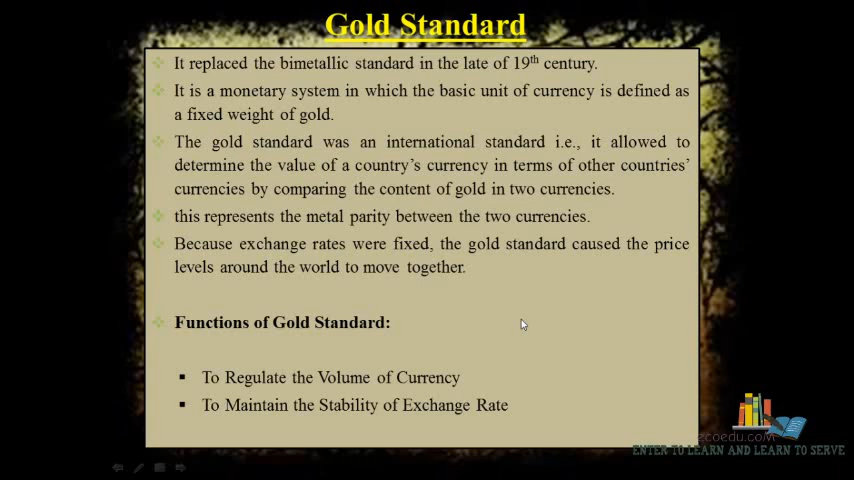 Gold Standard
It replaced the bimetallic standard in the late of 19th century.
It is a monetary system in which the basic unit of currency is defined as
a fixed weight of gold.
The gold standard was an international standard i.e., it allowed to
determine the value of a country's currency in terms of other countries'
currencies by comparing the content of gold in two currencies.
this represents the metal parity between the two currencies.
Because exchange rates were fixed, the gold standard caused the price
levels around the world to move together.
Functions of Gold Standard:
To Regulate the Volume of Currency
To Maintain the Stability of Exchange Rate
ENTER TO LEARN AND LEARN TO SERVE